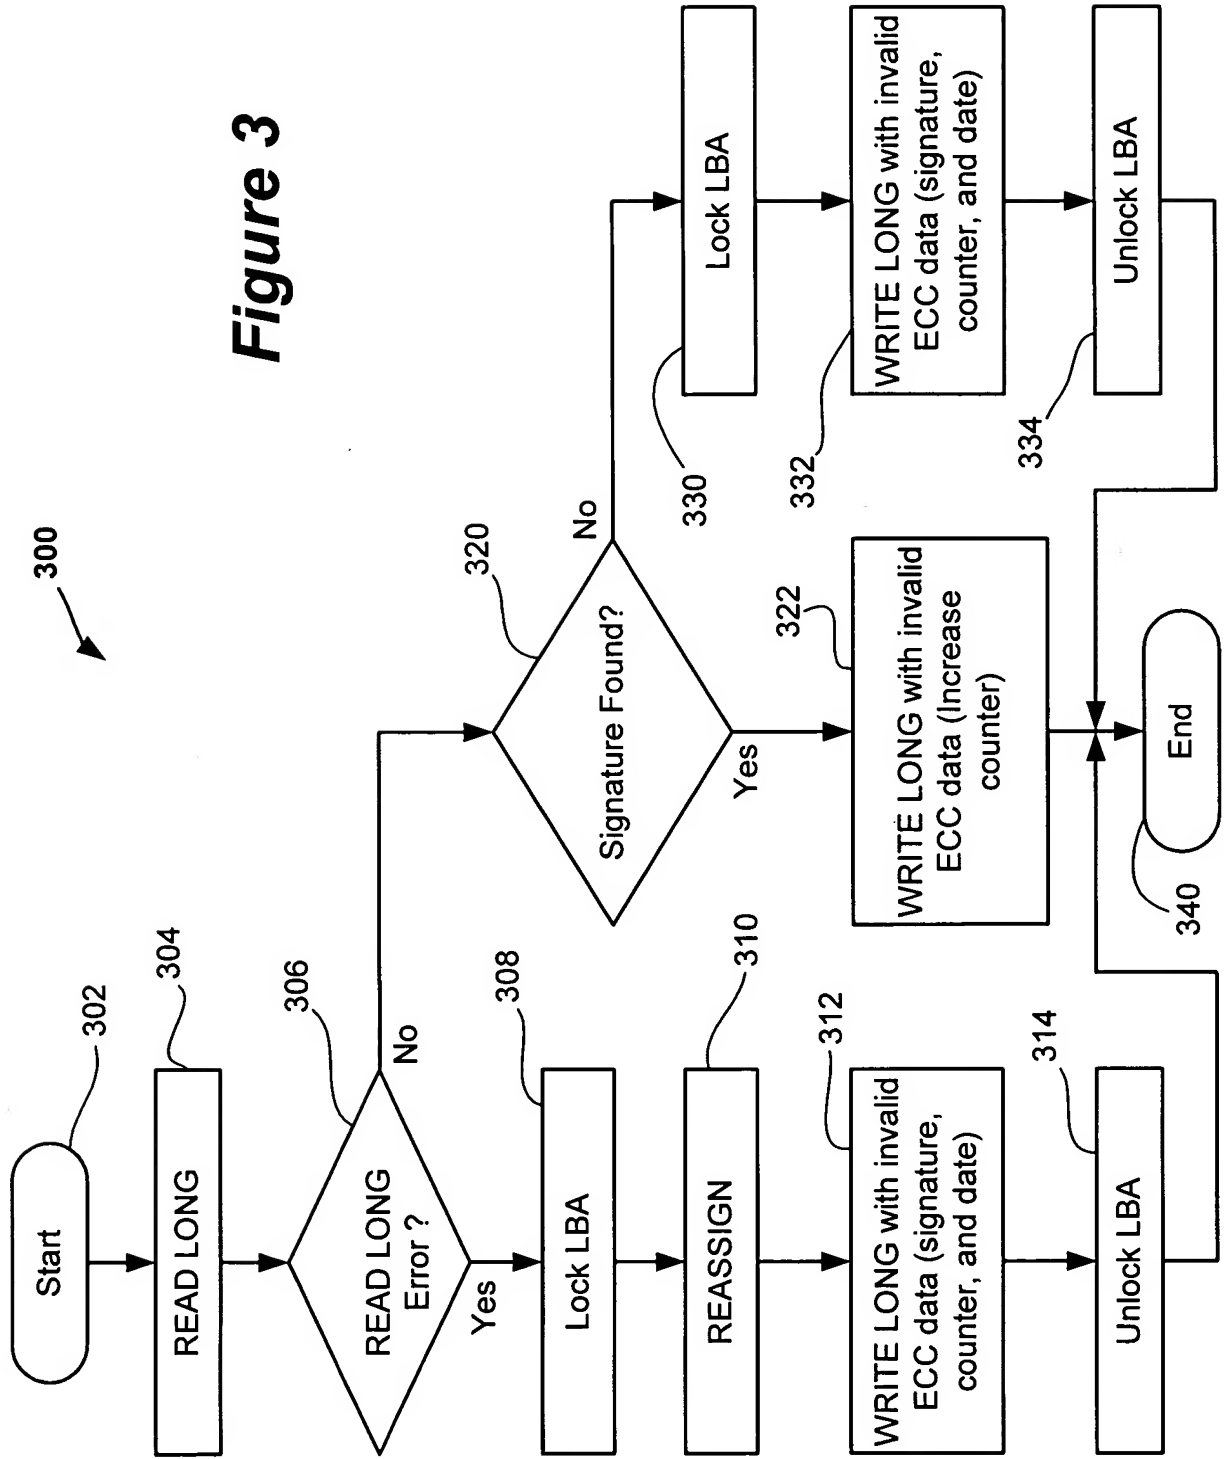 300
Figure 3
Start
302
READ LONG
304
READ LONG
Error ?
306
Yes
No
Lock LBA
308
REASSIGN
310
WRITE LONG with invalid
ECC data (signature,
counter, and date)
312
Unlock LBA
314
Signature Found?
320
Yes
No
WRITE LONG with invalid
ECC data (Increase
counter)
322
Lock LBA
330
WRITE LONG with invalid
ECC data (signature,
counter, and date)
332
Unlock LBA
334
End
340